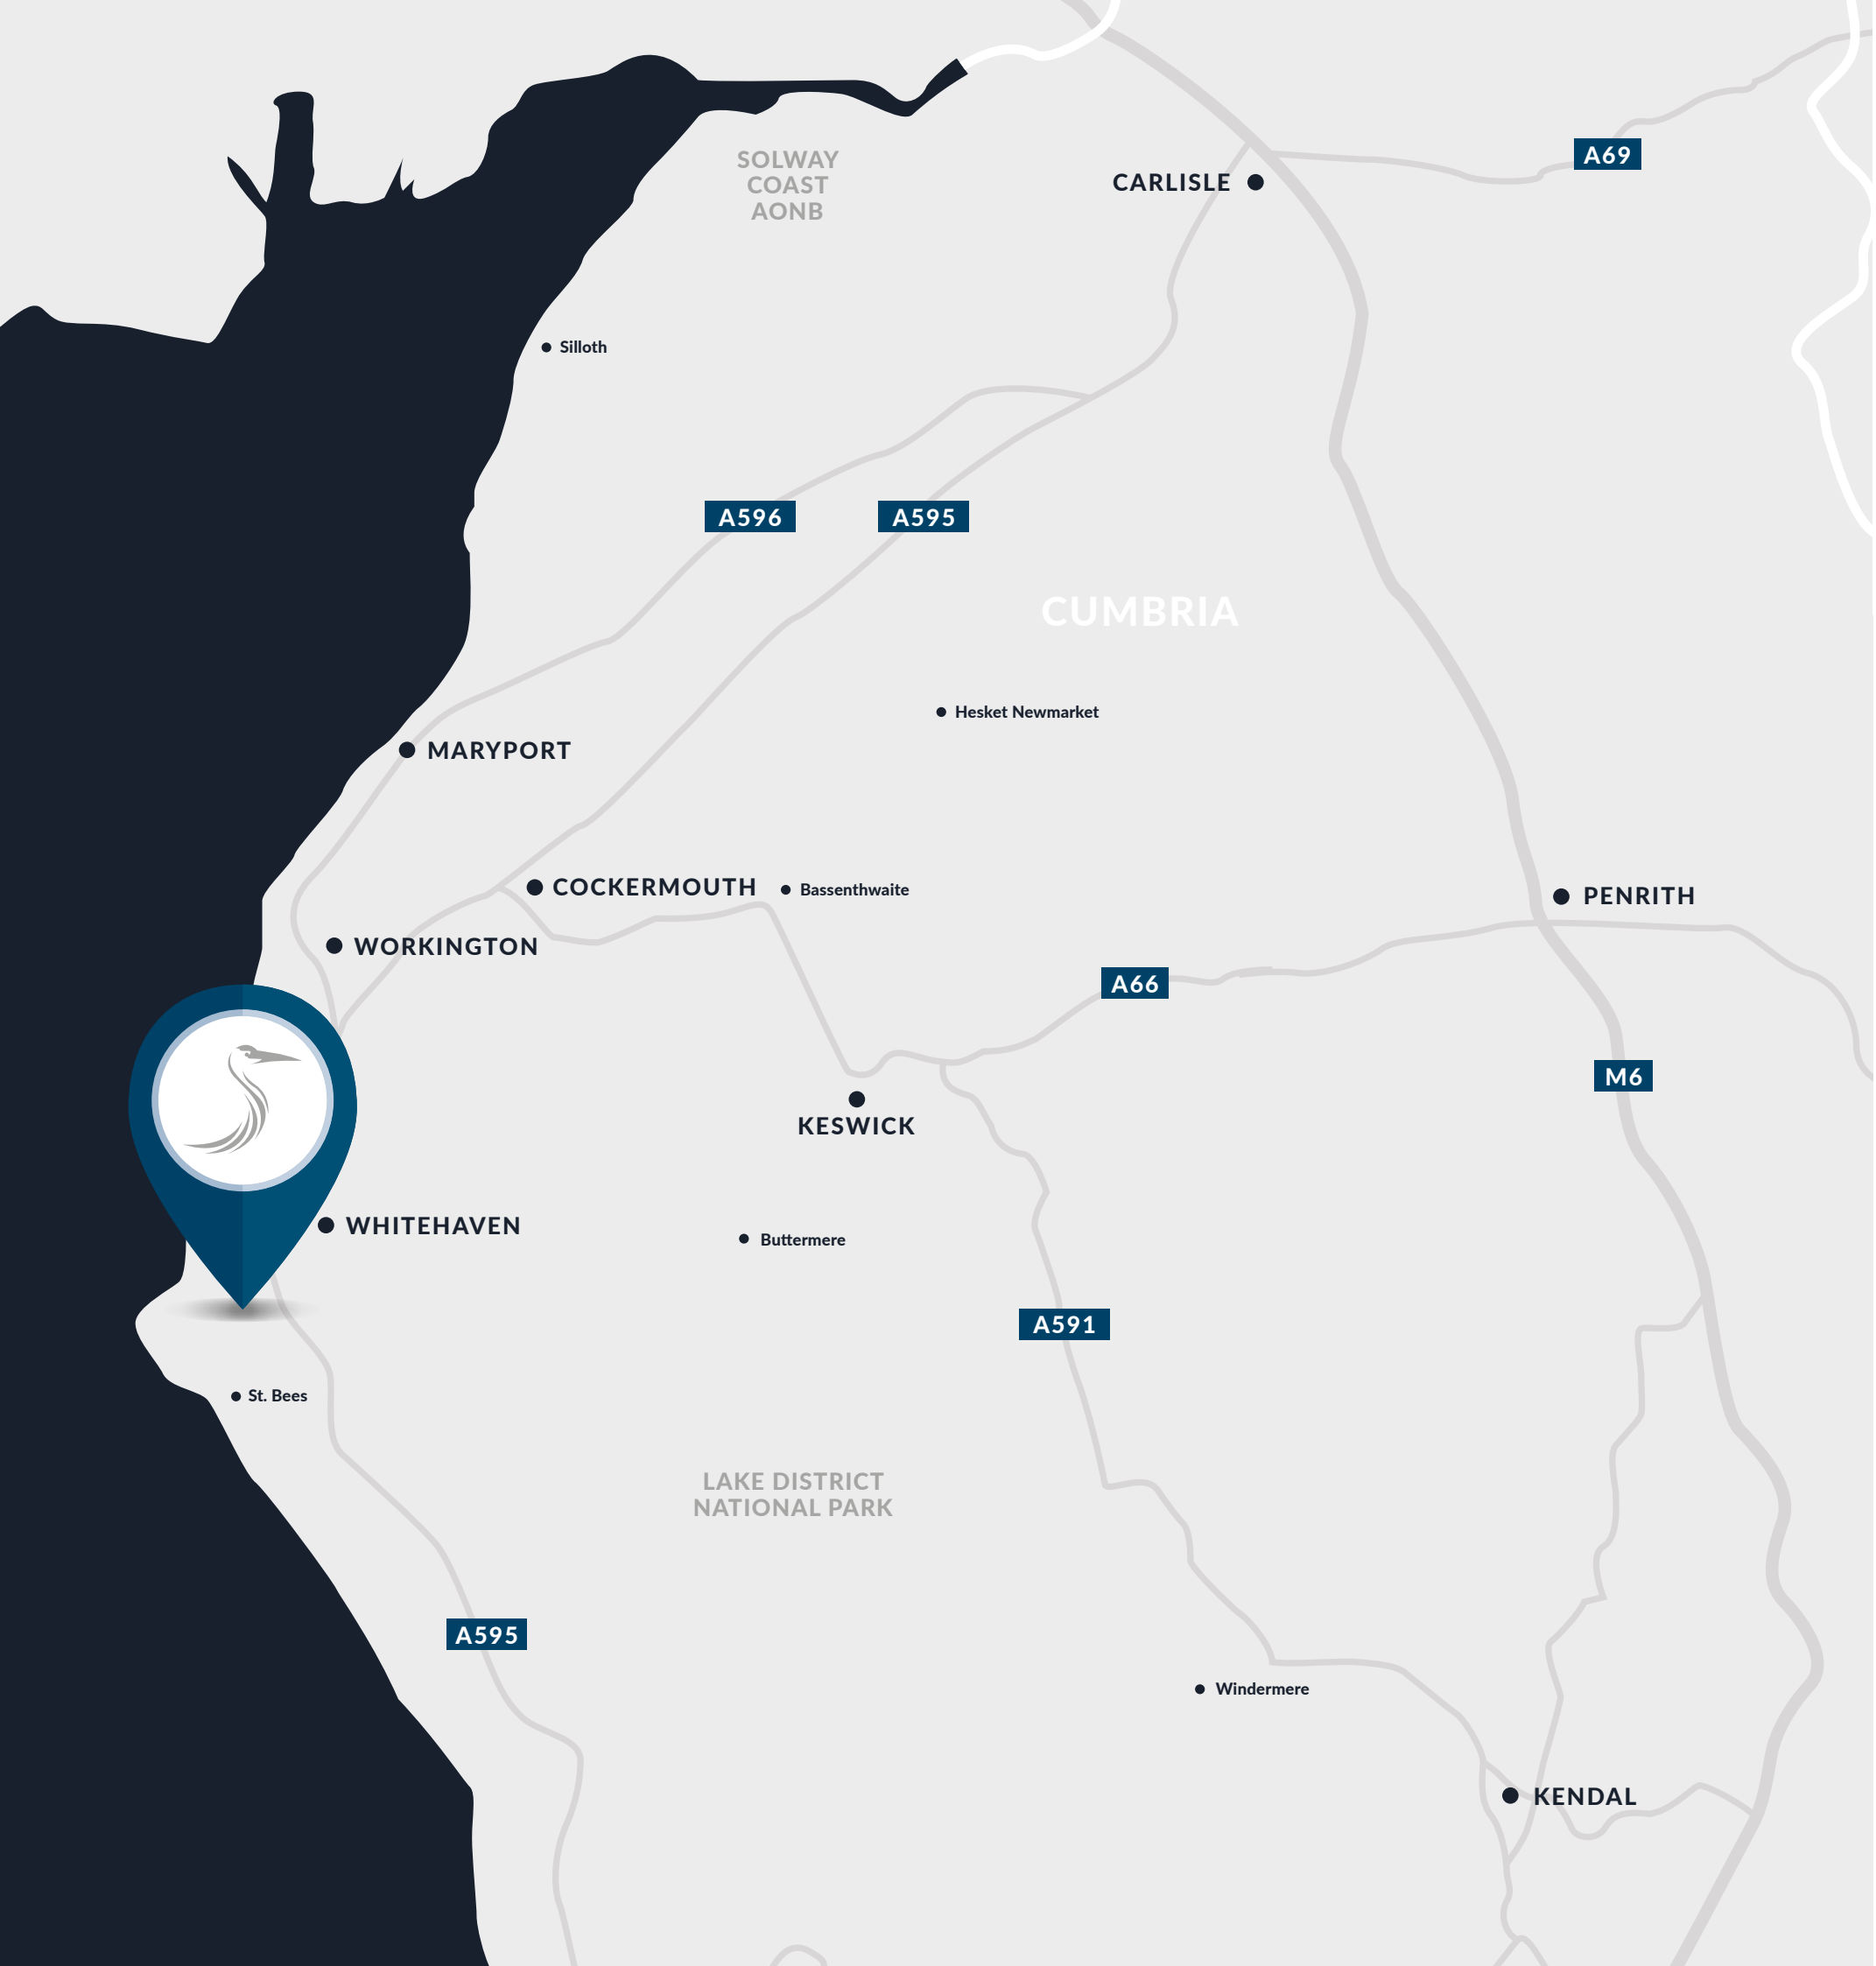 A69
SOLWAY
COAST
AONB
CARLISLE
Silloth
A596
A595
CUMBRIA
Hesket Newmarket
MARYPORT
COCKERMOUTH
Bassenthwaite
PENRITH
WORKINGTON
A66
M6
KESWICK
WHITEHAVEN
Buttermere
A591
St. Bees
LAKE DISTRICT
NATIONAL PARK
A595
Windermere
KENDAL